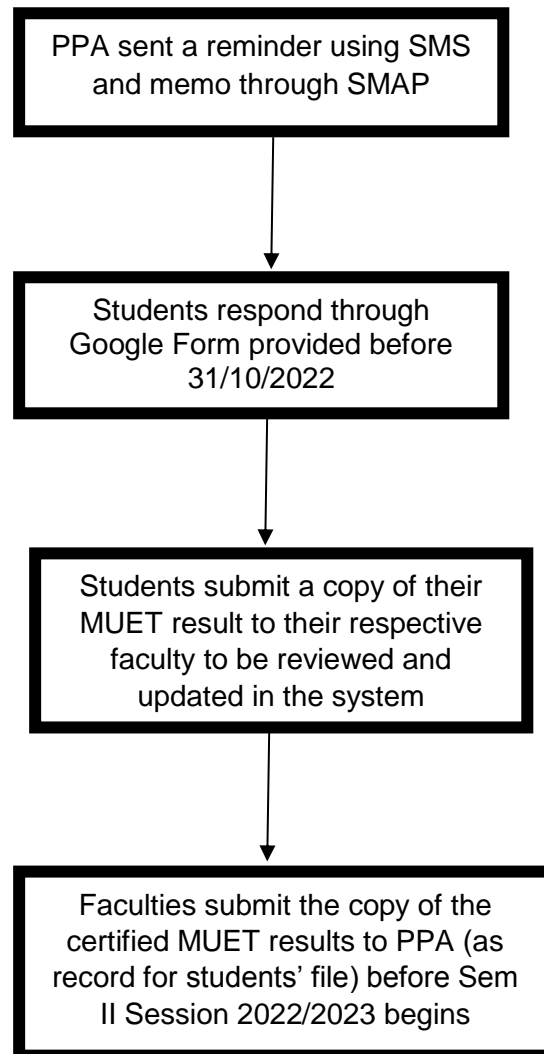 PPA sent a reminder using SMS
and memo through SMAP
Students respond through
Google Form provided before
31/10/2022
Students submit a copy of their
MUET result to their respective
faculty to be reviewed and
updated in the system
Faculties submit the copy of the
certified MUET results to PPA (as
record for students’ file) before Sem
II Session 2022/2023 begins